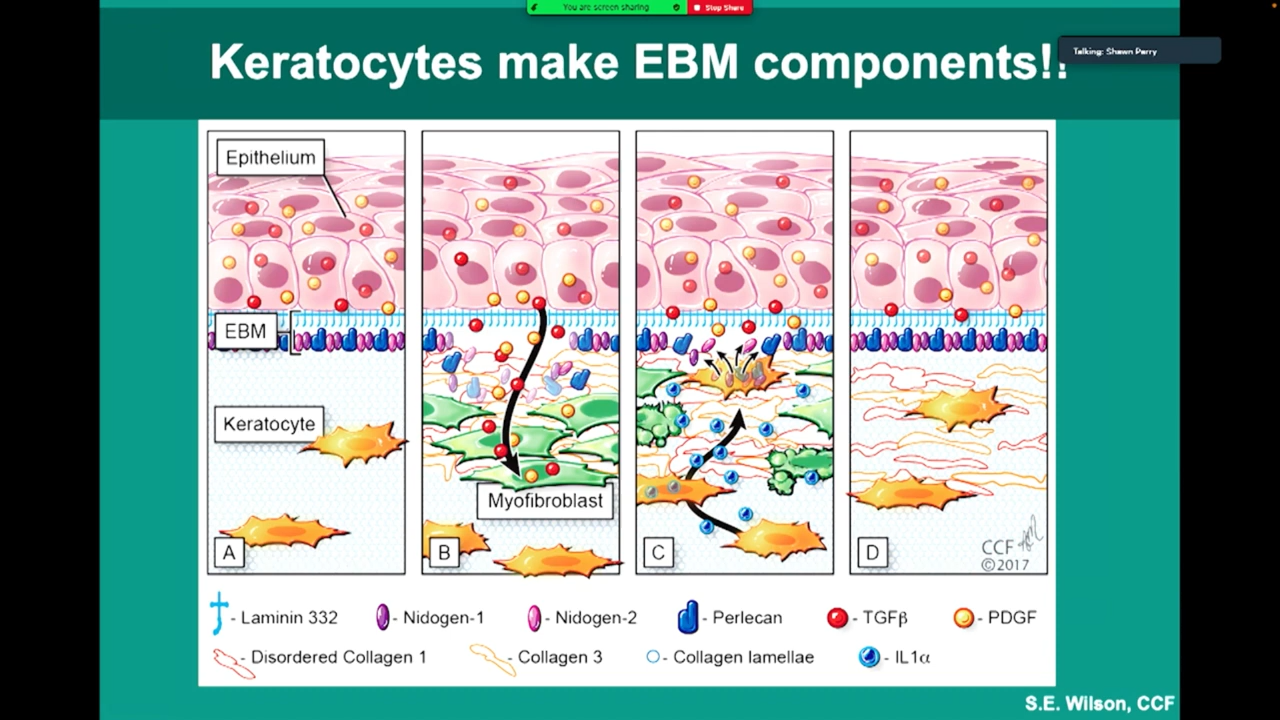 You are screen sharing
Stop Share
Keratocytes make EBM components!!
Talking: Shawn Perry
Epithelium
EBM
Keratocyte
Myofibroblast
A
B
C
D
CCF
©2017
- Laminin 332
- Nidogen-1
- Nidogen-2
- Perlecan
- TGFβ
- PDGF
- Disordered Collagen 1
- Collagen 3
- Collagen lamellae
- IL1α
S.E. Wilson, CCF